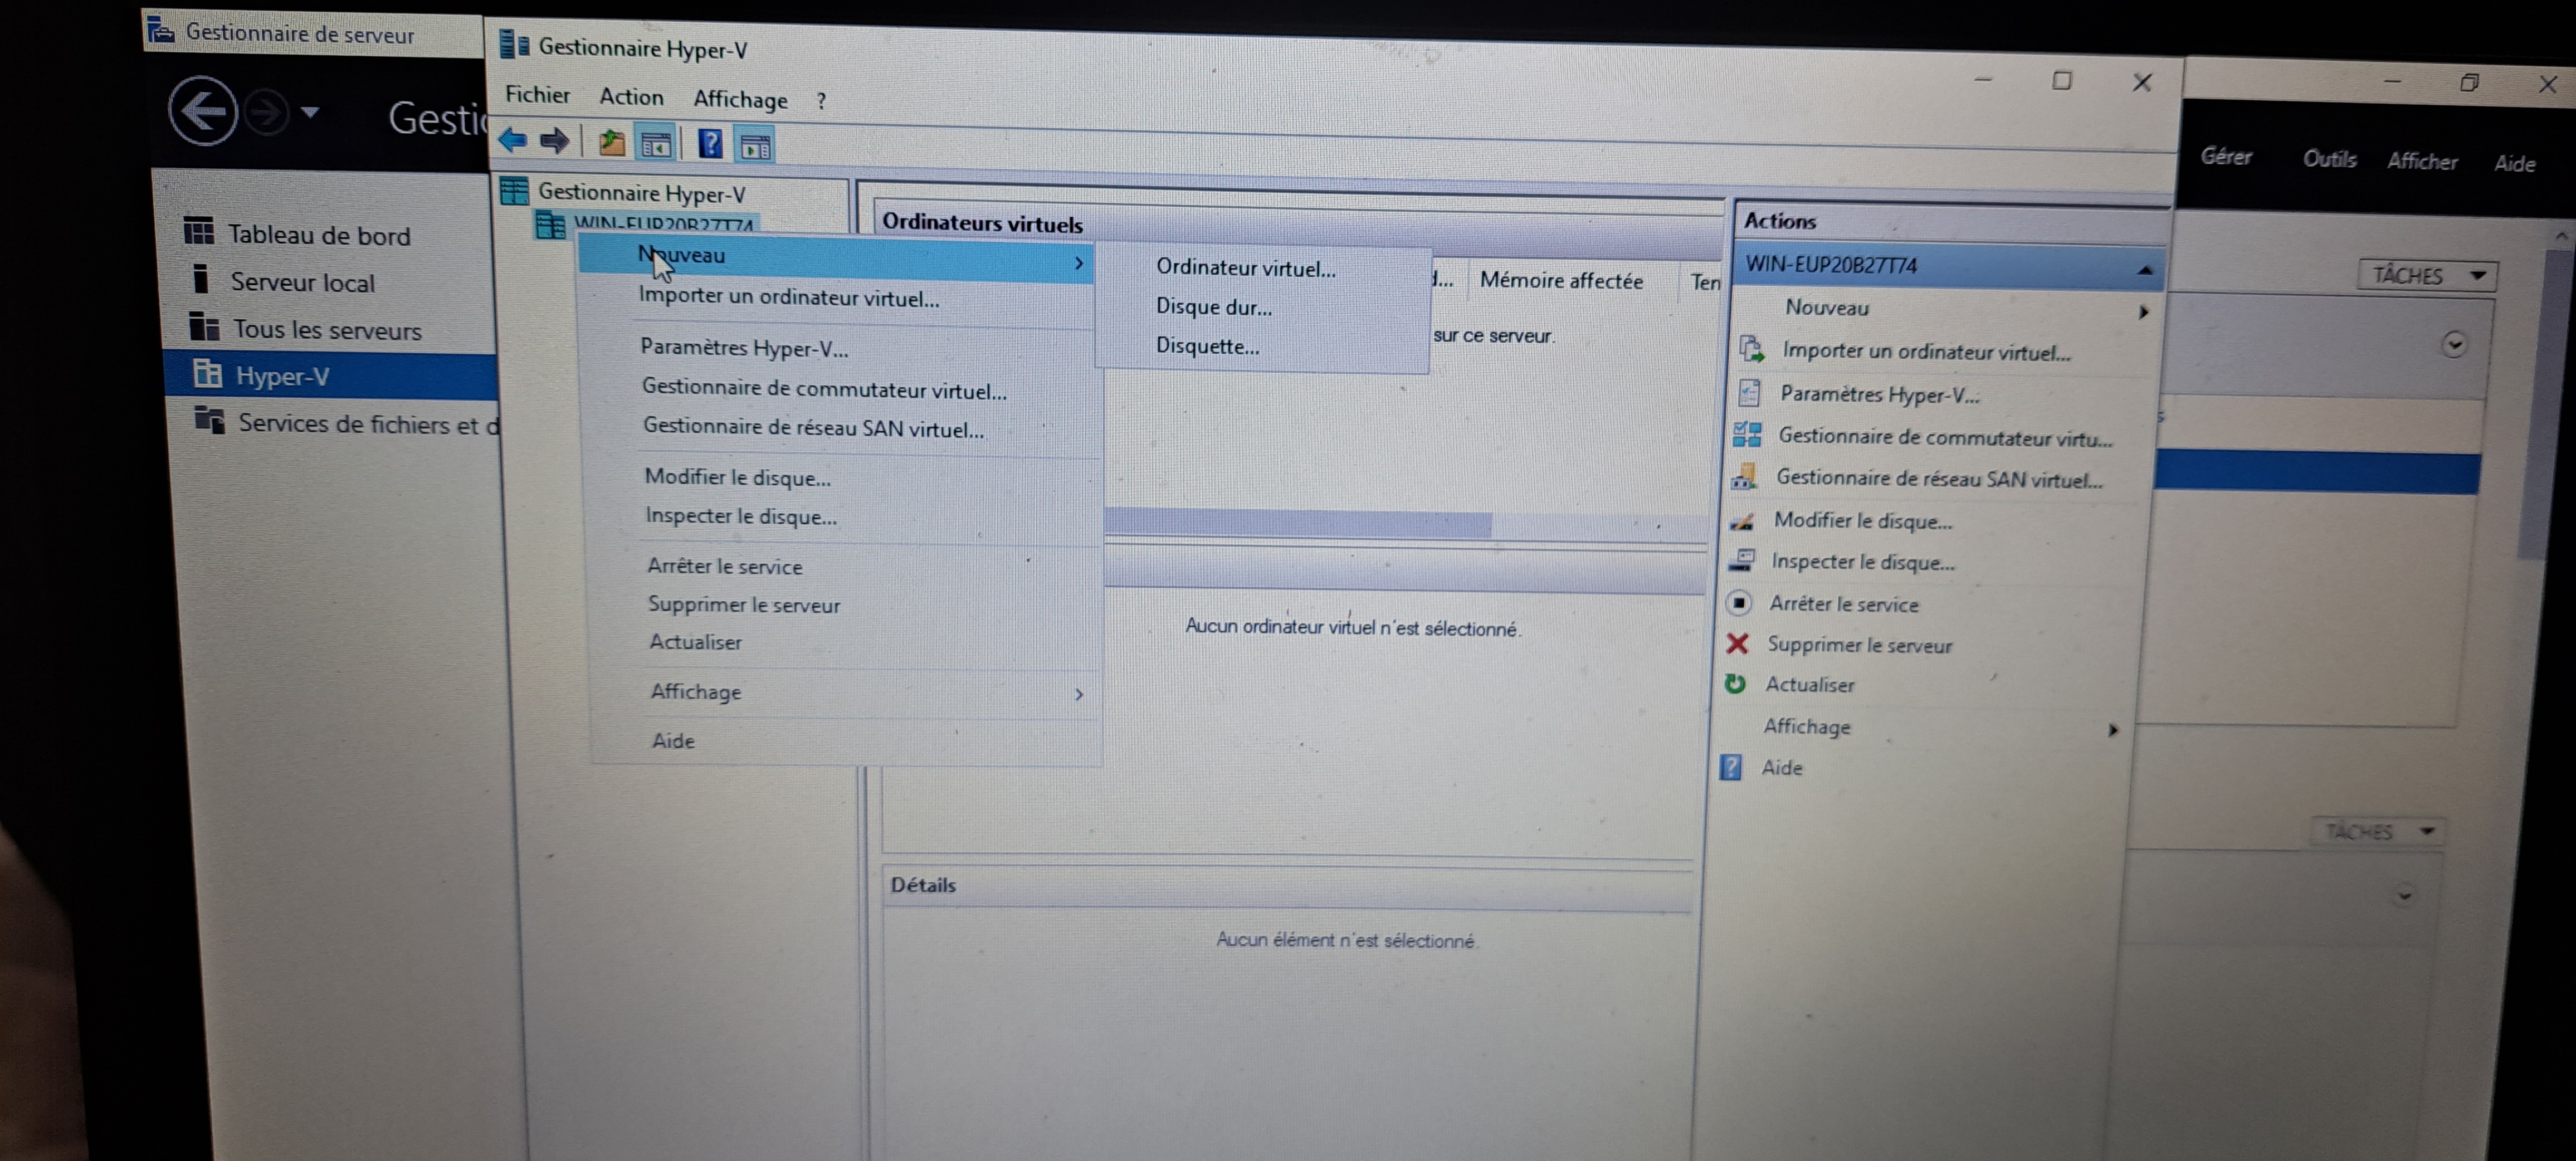 Gestionnaire de serveur
Gestionnaire Hyper-V
Fichier Action Affichage ?
Gérer Outils Afficher Aide
Tableau de bord
Serveur local
Tous les serveurs
Hyper-V
Services de fichiers et d
Gestionnaire Hyper-V
WIN-EUP20B27T74
Nouveau
Importer un ordinateur virtuel...
Paramètres Hyper-V...
Gestionnaire de commutateur virtuel...
Gestionnaire de réseau SAN virtuel...
Modifier le disque...
Inspecter le disque...
Arrêter le service
Supprimer le serveur
Actualiser
Affichage
Aide
Ordinateur virtuel...
Disque dur...
Disquette...
Ordinateurs virtuels
Mémoire affectée
sur ce serveur.
Aucun ordinateur virtuel n'est sélectionné.
Détails
Aucun élément n'est sélectionné.
Actions
WIN-EUP20B27T74
Nouveau
Importer un ordinateur virtuel...
Paramètres Hyper-V...
Gestionnaire de commutateur virtu...
Gestionnaire de réseau SAN virtuel...
Modifier le disque...
Inspecter le disque...
Arrêter le service
Supprimer le serveur
Actualiser
Affichage
Aide
TÂCHES
TÂCHES